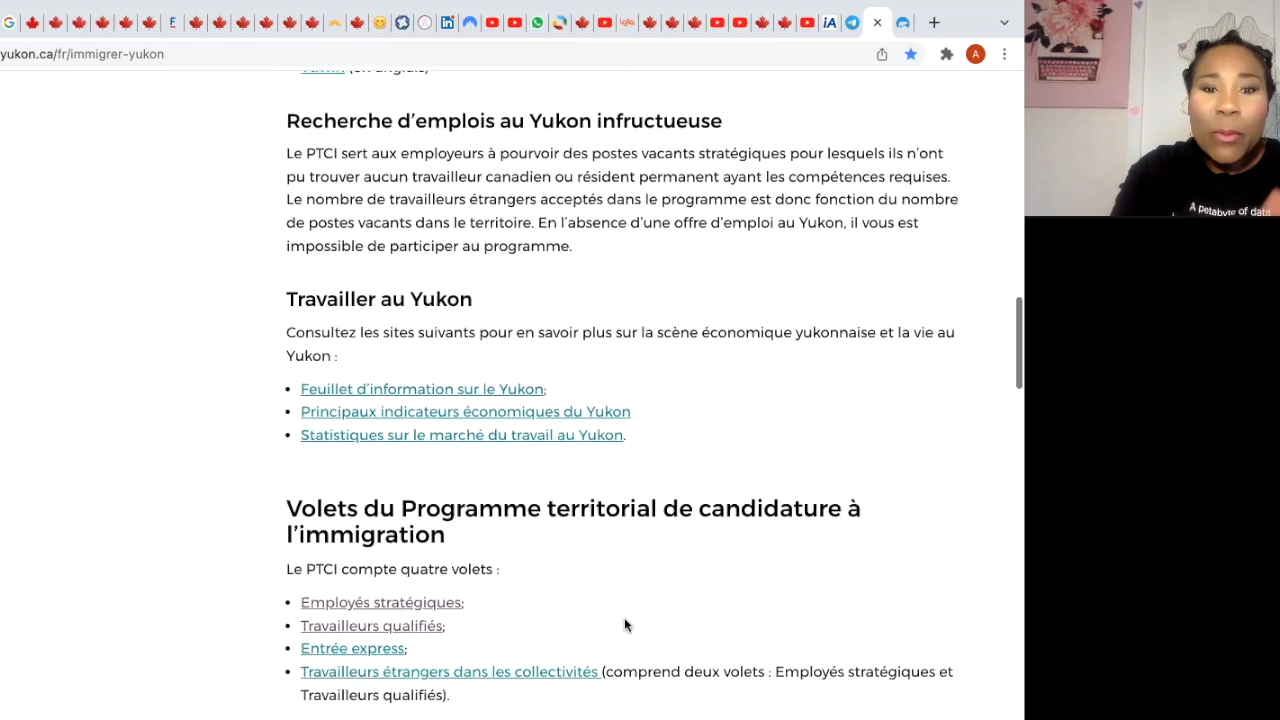 yukon.ca/fr/immigrer-yukon
A
Recherche d’emplois au Yukon infructueuse
Le PTCI sert aux employeurs à pourvoir des postes vacants stratégiques pour lesquels ils n’ont
pu trouver aucun travailleur canadien ou résident permanent ayant les compétences requises.
Le nombre de travailleurs étrangers acceptés dans le programme est donc fonction du nombre
de postes vacants dans le territoire. En l’absence d’une offre d’emploi au Yukon, il vous est
impossible de participer au programme.
Travailler au Yukon
Consultez les sites suivants pour en savoir plus sur la scène économique yukonnaise et la vie au
Yukon :
• Feuillet d’information sur le Yukon;
• Principaux indicateurs économiques du Yukon
• Statistiques sur le marché du travail au Yukon.
Volets du Programme territorial de candidature à
l’immigration
Le PTCI compte quatre volets :
• Employés stratégiques;
• Travailleurs qualifiés;
• Entrée express;
• Travailleurs étrangers dans les collectivités (comprend deux volets : Employés stratégiques et
Travailleurs qualifiés).
A petabyte of data